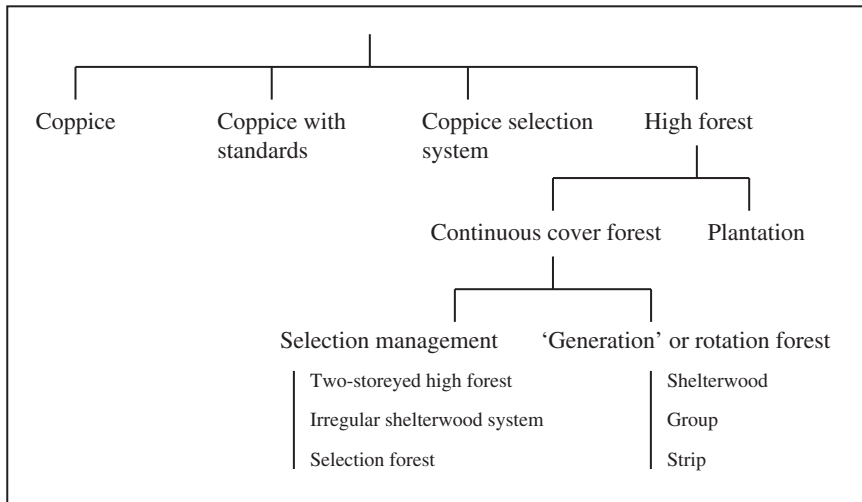 Coppice
Coppice with
standards
Coppice selection
system
High forest
Continuous cover forest
Plantation
Selection management
‘Generation’ or rotation forest
Two-storeyed high forest
Irregular shelterwood system
Selection forest
Shelterwood
Group
Strip